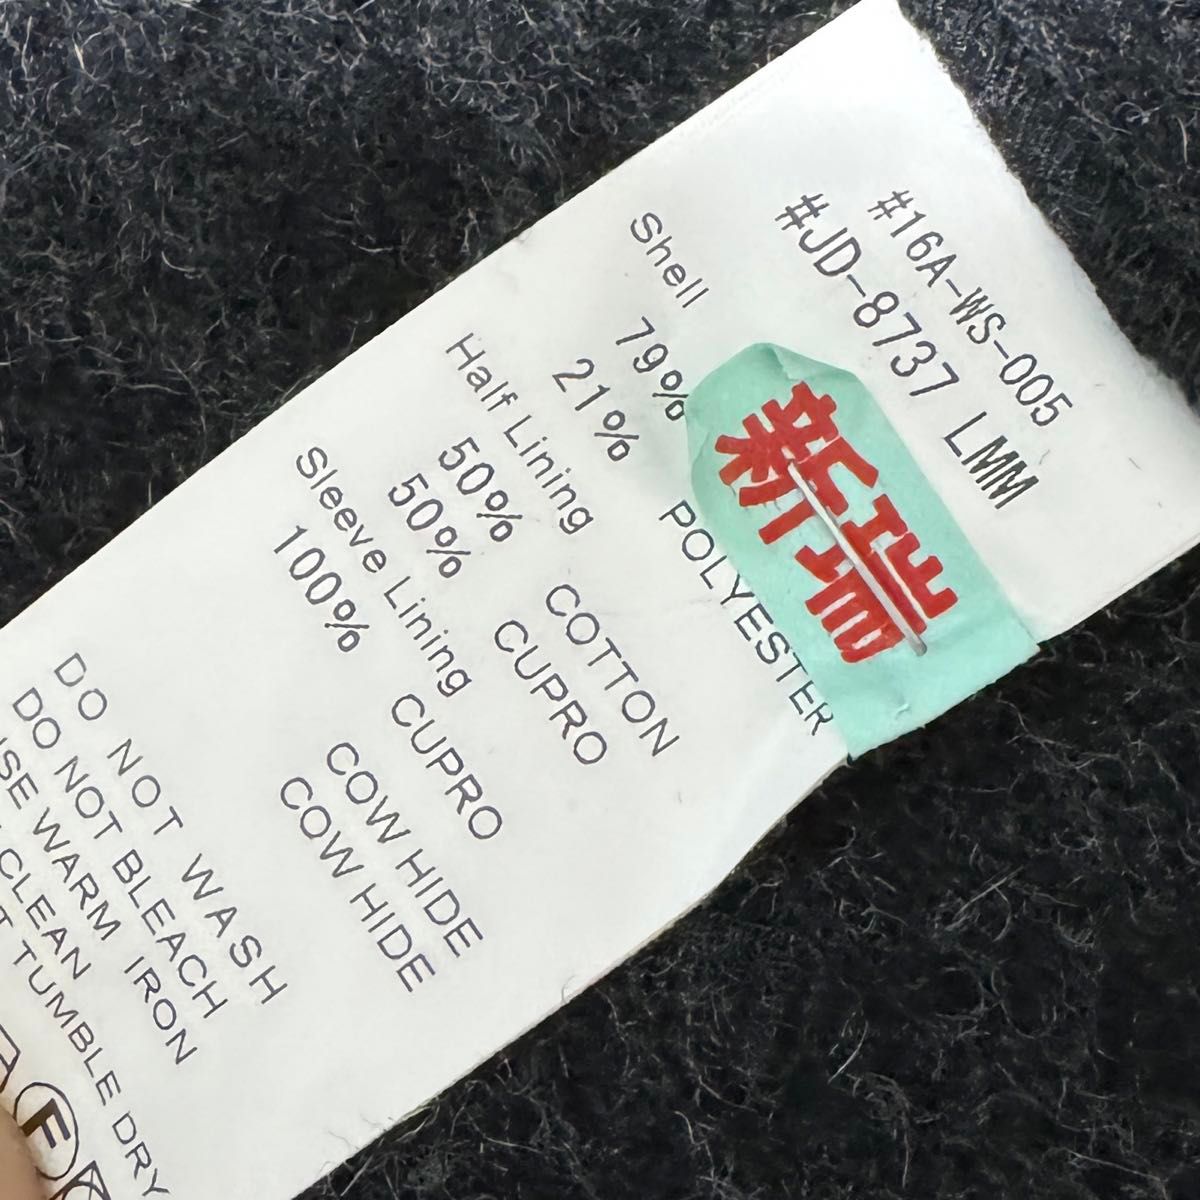 #16A-WS-005
#JD-8737 LMM
新瑞
Shell
79%
21% POLYESTER
Half Lining
50% COTTON
50% CUPRO
Sleeve Lining
100% CUPRO
COW HIDE
COW HIDE
DO NOT WASH
DO NOT BLEACH
WARM IRON
CLEAN
TUMBLE DRY
F